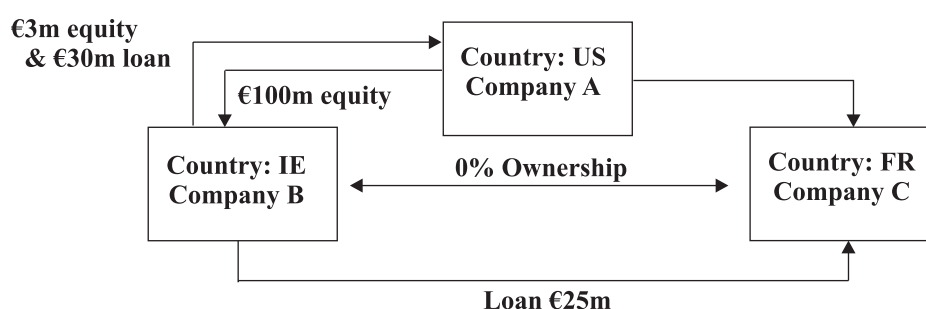 €3m equity
& €30m loan
Country: US
Company A
€100m equity
Country: IE
Company B
0% Ownership
Country: FR
Company C
Loan €25m